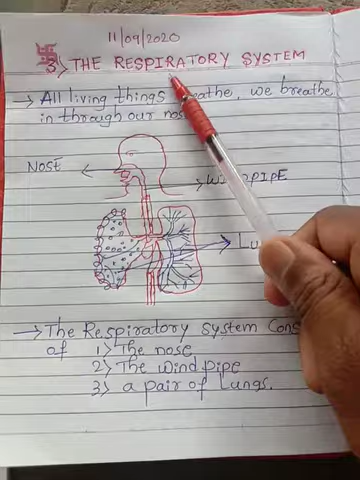 11/09/2020
3> THE RESPIRATORY SYSTEM
→ All living things breathe, we breathe
in through our
NOSE
→ The Respiratory System
of 1> The nose
2> The wind pipe
3> a pair of Lungs.